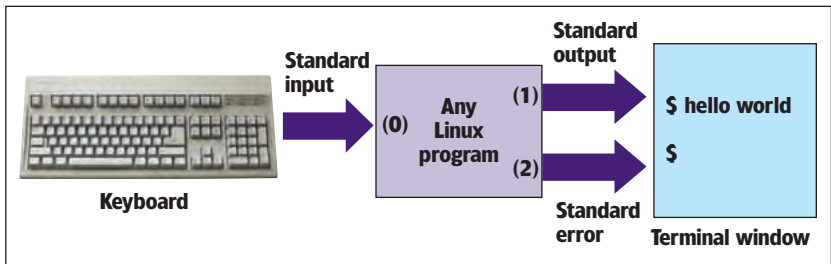 Standard
input
Keyboard
(0)
Any
Linux
program
(1)
(2)
Standard
output
Standard
error
$ hello world
$
Terminal window